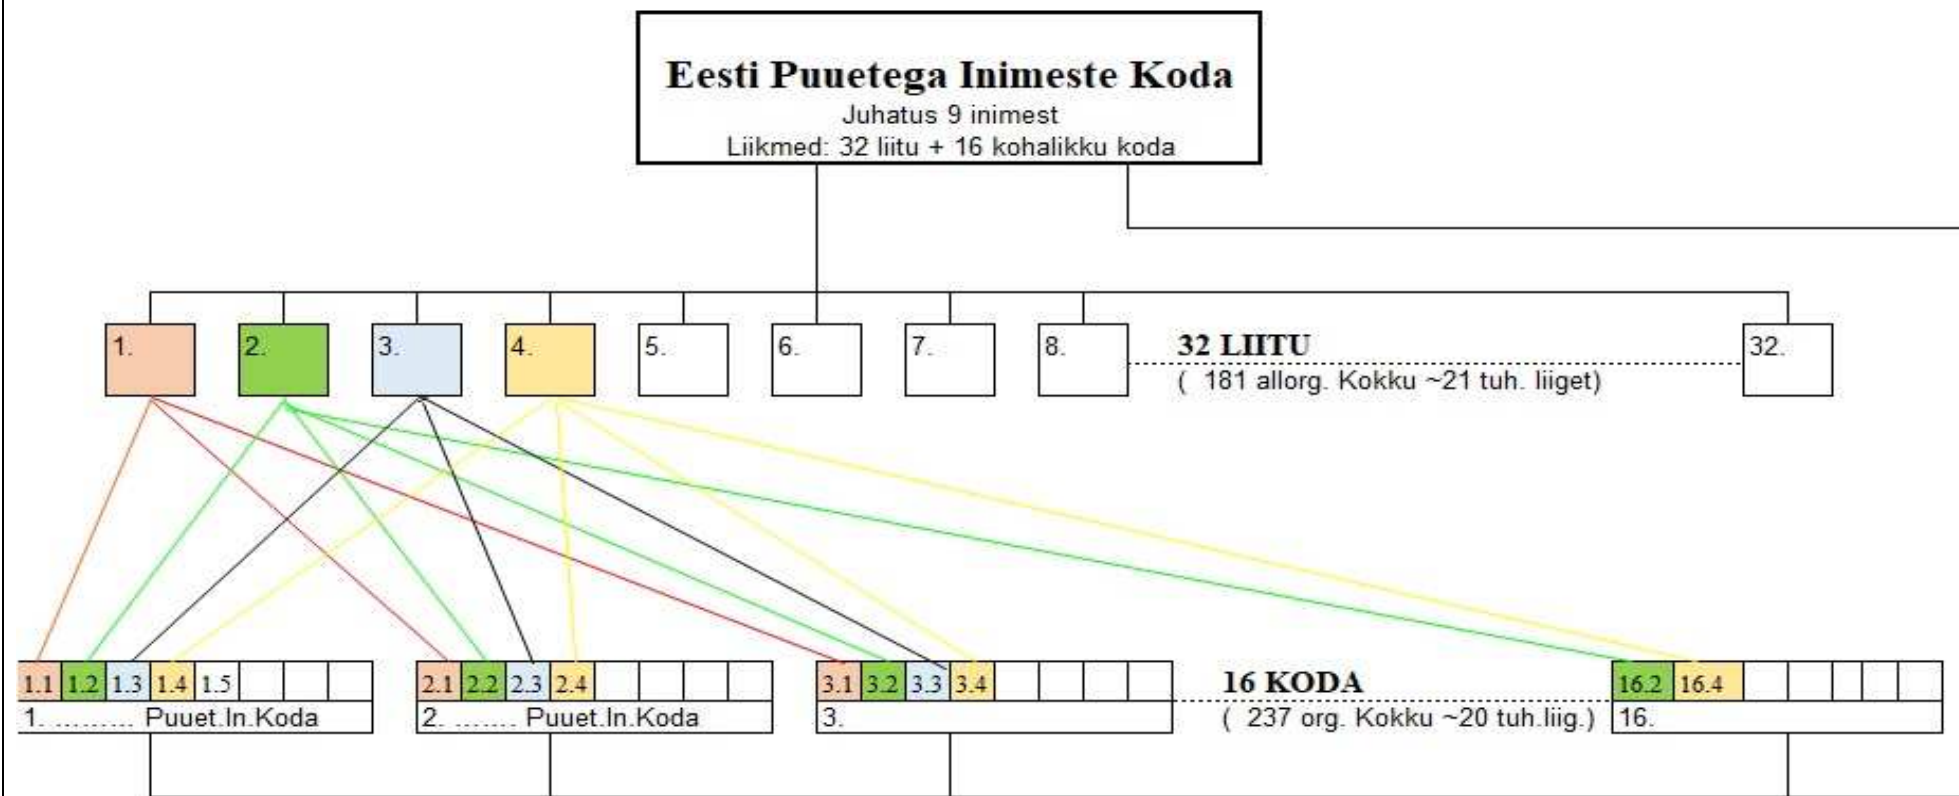 Eesti Puuetega Inimeste Koda
Juhatus 9 inimest
Liikmed: 32 liitu + 16 kohalikku koda
1. 2. 3. 4. 5. 6. 7. 8. 32 LIITU 32.
( 181 allorg. Kokku ~21 tuh. liiget)
1.1 1.2 1.3 1.4 1.5 2.1 2.2 2.3 2.4 3.1 3.2 3.3 3.4 16 KODA 16.2 16.4
1. ......... Puuet.In.Koda 2. ....... Puuet.In.Koda 3. ( 237 org. Kokku ~20 tuh.liig.) 16.